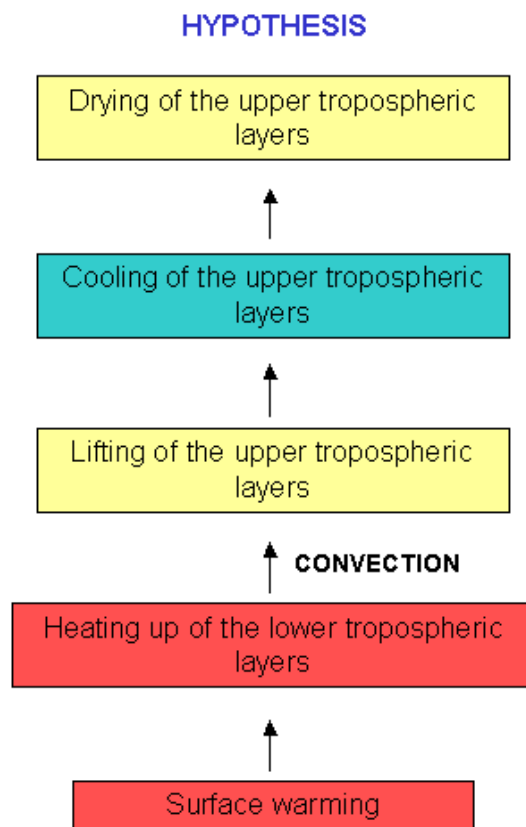 HYPOTHESIS
Drying of the upper tropospheric
layers
Cooling of the upper tropospheric
layers
Lifting of the upper tropospheric
layers
CONVECTION
Heating up of the lower tropospheric
layers
Surface warming